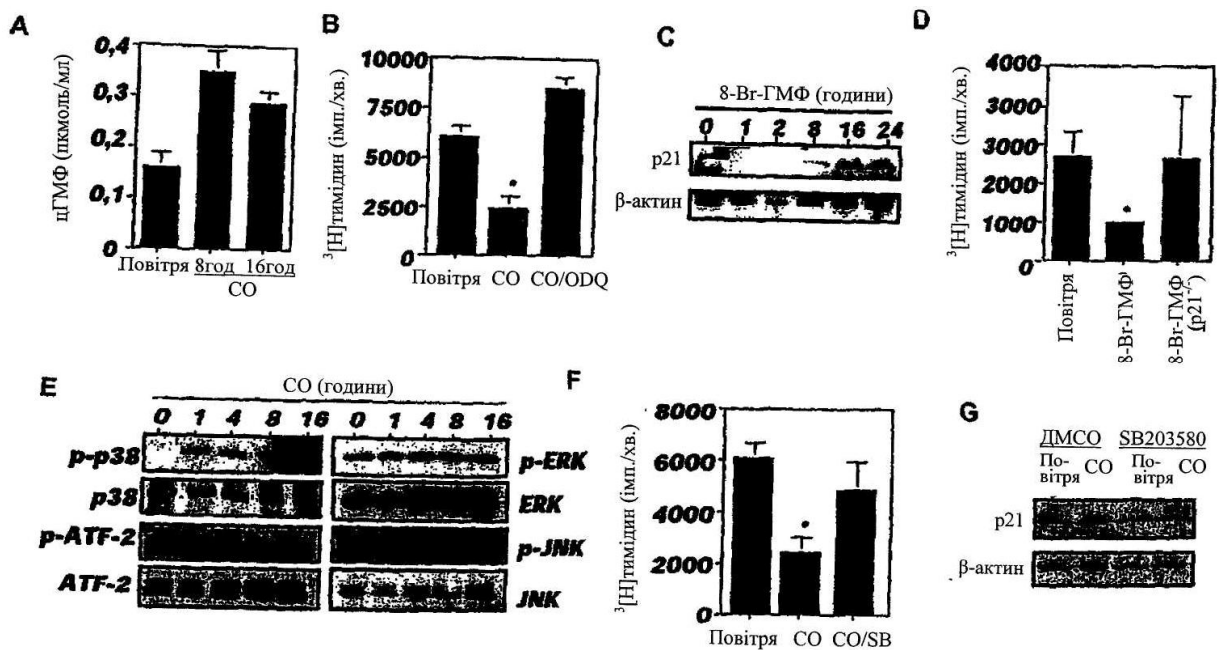 A
цГМФ (пкмоль/мл)
0,4
0,3
0,2
0,1
0
Повітря 8год 16год
CO
B
³[H]тимідин (імп./хв.)
10000
7500
5000
2500
0
*
Повітря CO CO/ODQ
C
8-Br-ГМФ (години)
0 1 2 8 16 24
p21
β-актин
D
³[H]тимідин (імп./хв.)
4000
3000
2000
1000
0
*
Повітря
8-Br-ГМФ
8-Br-ГМФ
(p21⁻/⁻)
E
CO (години)
0 1 4 8 16 0 1 4 8 16
p-p38 p-ERK
p38 ERK
p-ATF-2 p-JNK
ATF-2 JNK
F
³[H]тимідин (імп./хв.)
8000
6000
4000
2000
0
*
Повітря CO CO/SB
G
ДМСО SB203580
По-
вітря CO По-
вітря CO
p21
β-актин